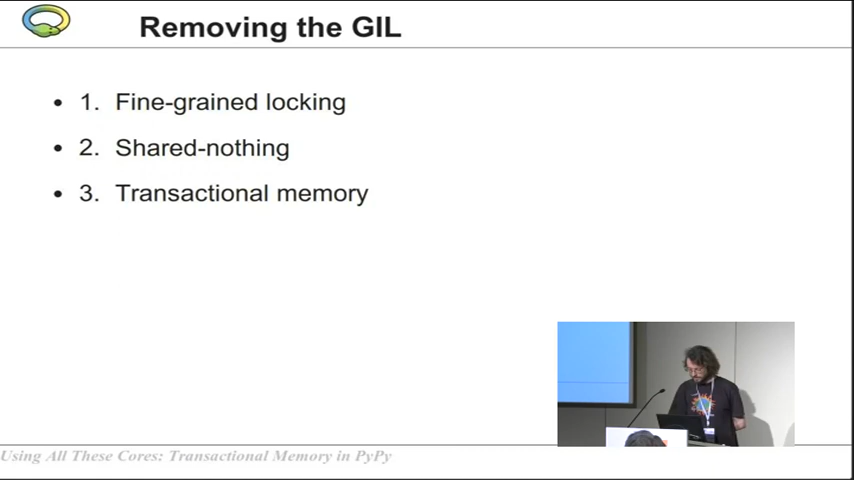 Removing the GIL
• 1. Fine-grained locking
• 2. Shared-nothing
• 3. Transactional memory
Using All These Cores: Transactional Memory in PyPy